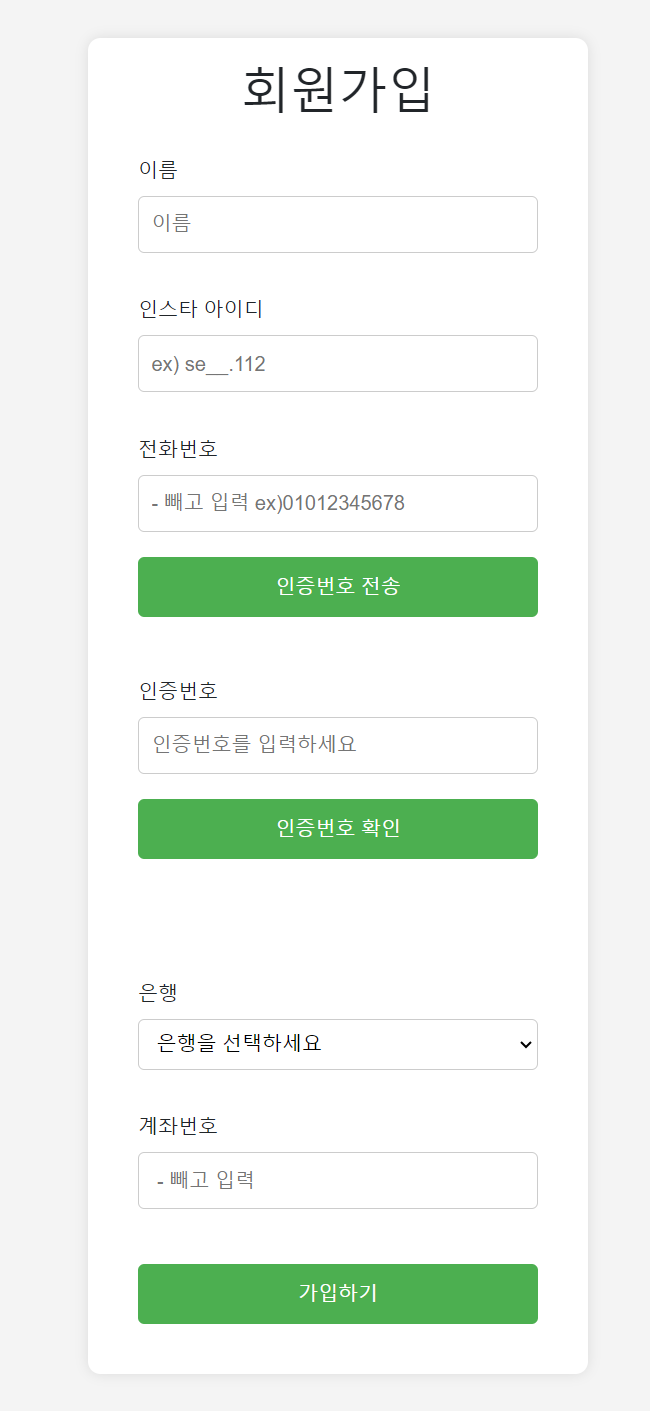 회원가입
이름
이름
인스타 아이디
ex) se__.112
전화번호
- 빼고 입력 ex)01012345678
인증번호 전송
인증번호
인증번호를 입력하세요
인증번호 확인
은행
은행을 선택하세요
계좌번호
- 빼고 입력
가입하기